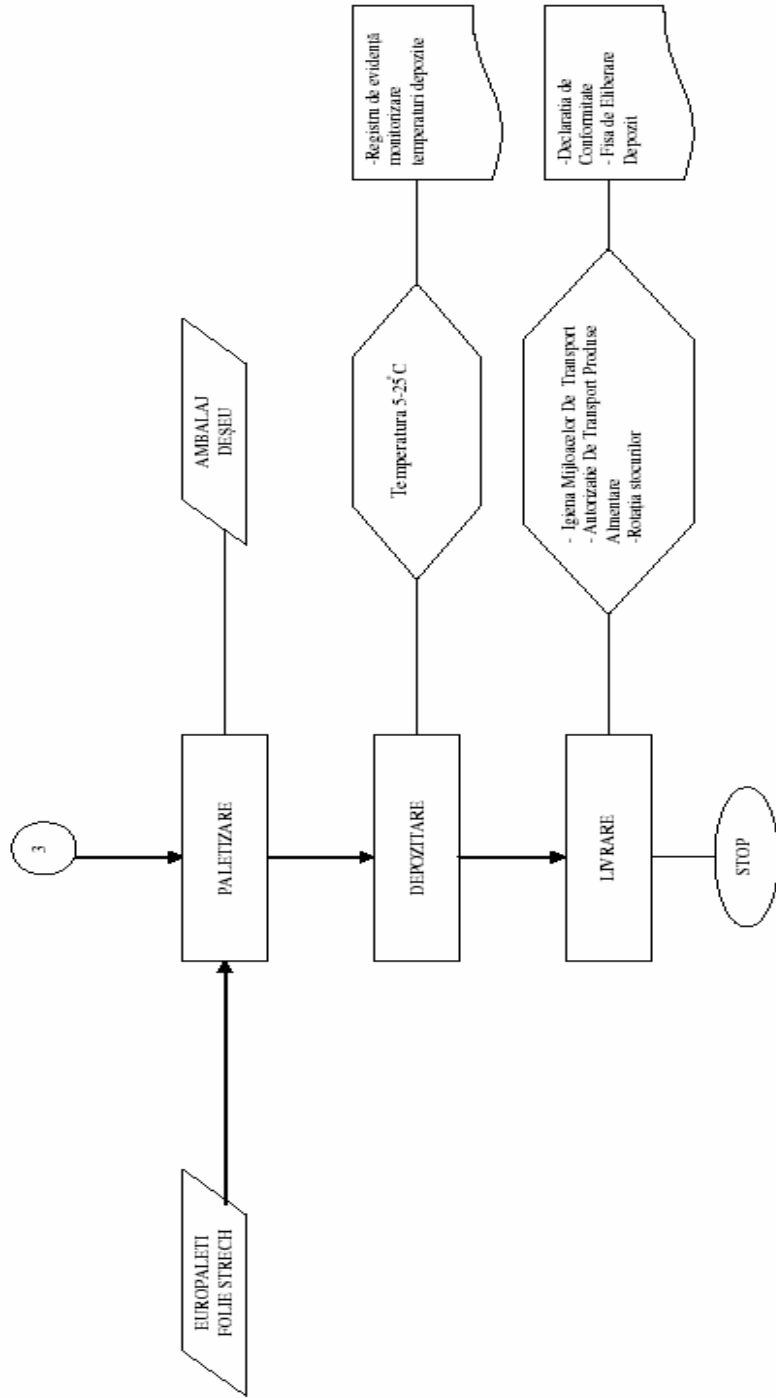 3
EUROPALETI
FOLIE STRECH
PALETIZARE
AMBALAJ
DEȘEU
DEPOZITARE
Temperatura 5-25°C
-Registru de evidență
monitorizare
temperaturi depozite
LIVRARE
- Igiena Mijloacelor De Transport
- Autorizatie De Transport Produse
Almentare
-Rotația stocurilor
-Declaratia de
Conformitate
- Fisa de Eliberare
Depozit
STOP